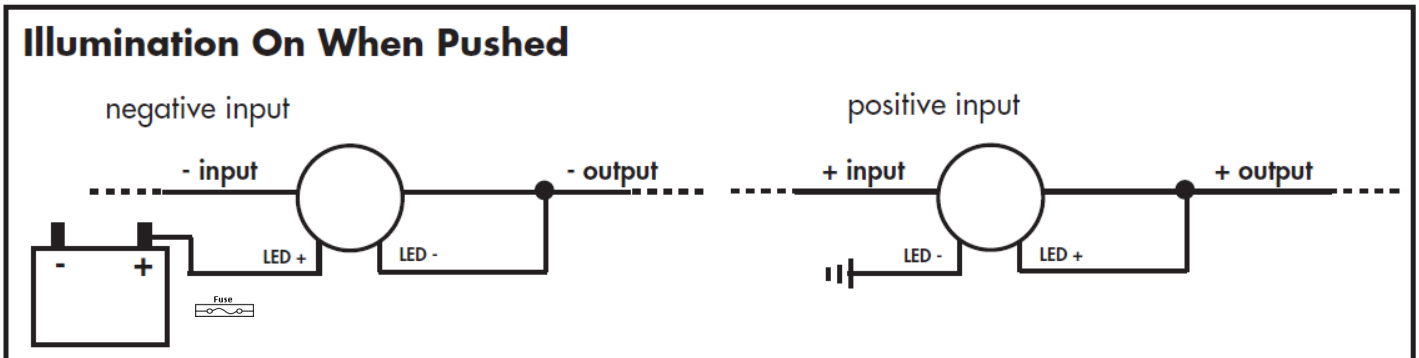 Illumination On When Pushed
negative input
positive input
- input
- output
+ input
+ output
LED +
LED -
LED -
LED +
- +
Fuse